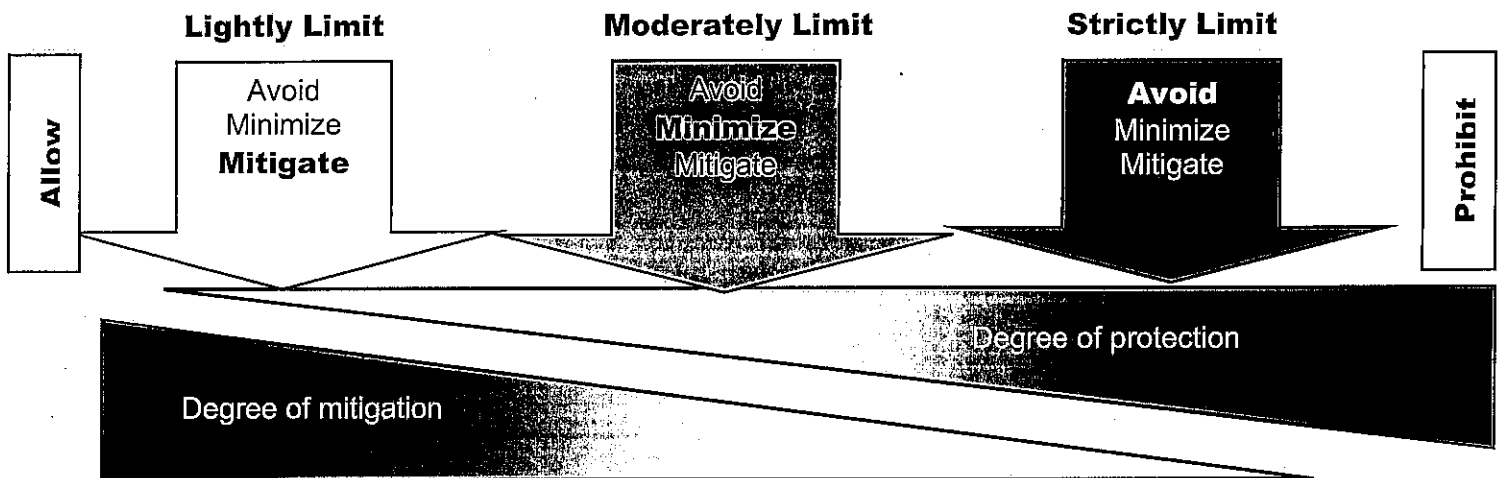 Lightly Limit
Moderately Limit
Strictly Limit
Allow
Avoid
Minimize
Mitigate
Avoid
Minimize
Mitigate
Avoid
Minimize
Mitigate
Prohibit
Degree of protection
Degree of mitigation